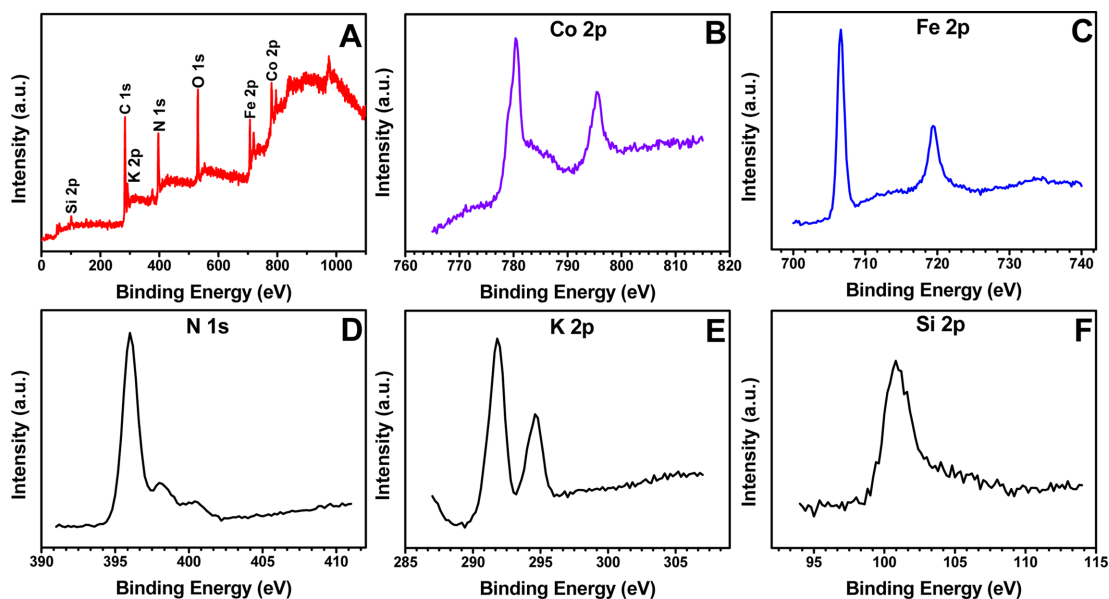 A
Intensity (a.u.)
Si 2p
C 1s
K 2p
N 1s
O 1s
Fe 2p
Co 2p
0 200 400 600 800 1000
Binding Energy (eV)
B
Co 2p
Intensity (a.u.)
760 770 780 790 800 810 820
Binding Energy (eV)
C
Fe 2p
Intensity (a.u.)
700 710 720 730 740
Binding Energy (eV)
D
N 1s
Intensity (a.u.)
390 395 400 405 410
Binding Energy (eV)
E
K 2p
Intensity (a.u.)
285 290 295 300 305
Binding Energy (eV)
F
Si 2p
Intensity (a.u.)
95 100 105 110 115
Binding Energy (eV)